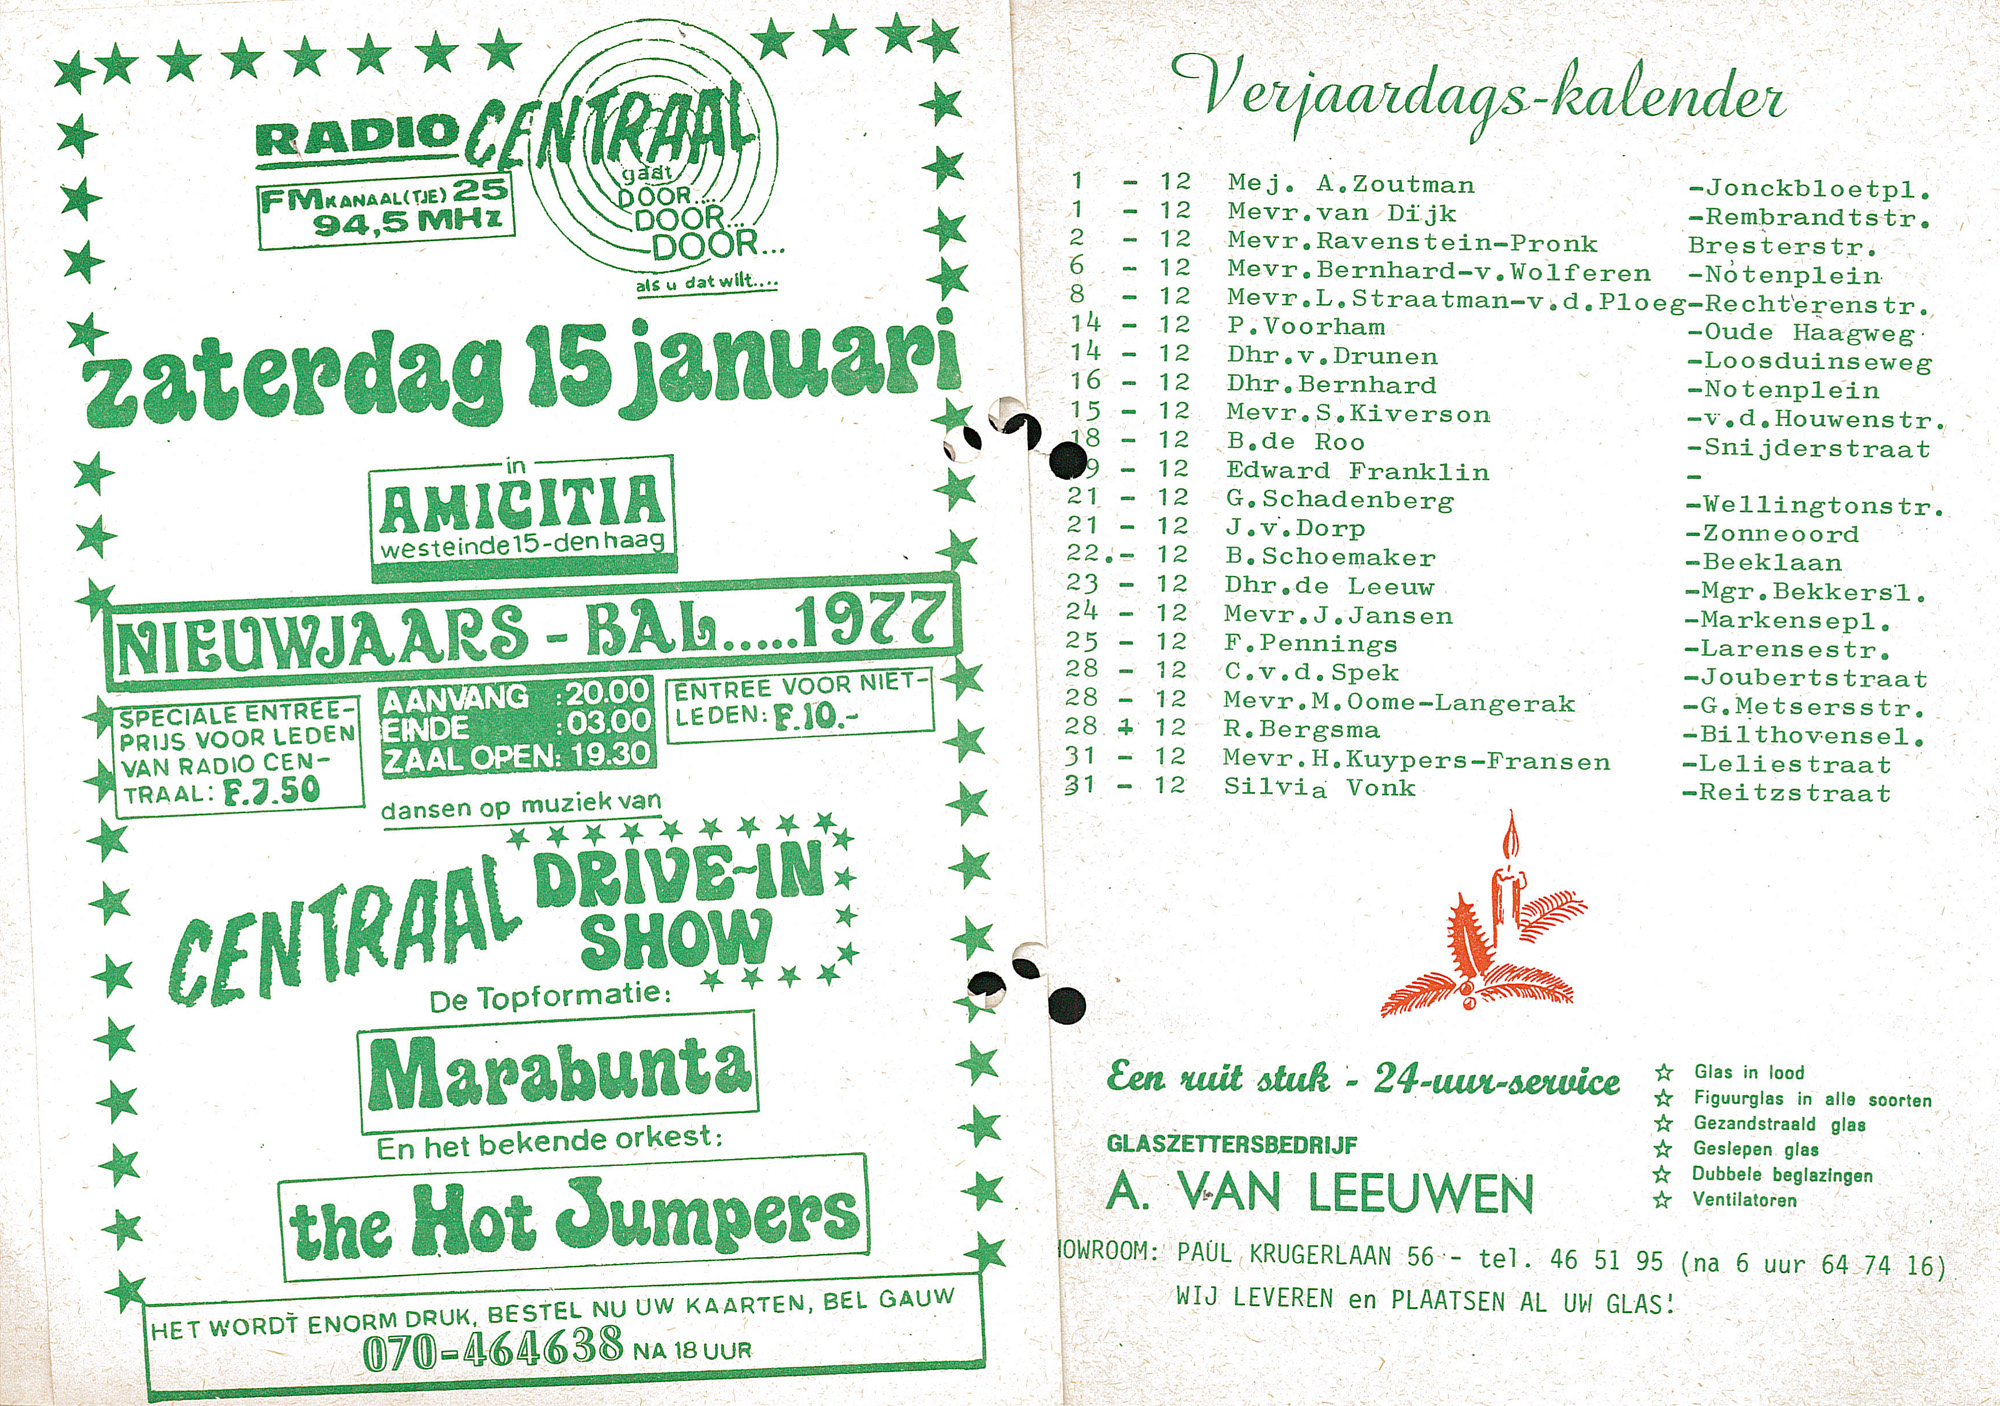 RADIO CENTRAAL
FM KANAAL(TJE) 25
94,5 MHz
gaat
DOOR....
DOOR...
DOOR...
als u dat wilt....
zaterdag 15 januari
in
AMICITIA
westeinde 15-den haag
NIEUWJAARS - BAL.....1977
SPECIALE ENTREE-
PRIJS VOOR LEDEN
VAN RADIO CEN-
TRAAL: F.7.50
AANVANG :20.00
EINDE :03.00
ZAAL OPEN: 19.30
ENTREE VOOR NIET-
LEDEN: F.10.-
dansen op muziek van
CENTRAAL DRIVE-IN
SHOW
De Topformatie:
Marabunta
En het bekende orkest:
the Hot Jumpers
HET WORDT ENORM DRUK, BESTEL NU UW KAARTEN, BEL GAUW
070-464638 NA 18 UUR
Verjaardags-kalender
1 - 12 Mej. A.Zoutman -Jonckbloetpl.
1 - 12 Mevr.van Dijk -Rembrandtstr.
2 - 12 Mevr.Ravenstein-Pronk Bresterstr.
6 - 12 Mevr.Bernhard-v.Wolferen -Notenplein
8 - 12 Mevr.L.Straatman-v.d.Ploeg-Rechterenstr.
14 - 12 P.Voorham -Oude Haagweg
14 - 12 Dhr.v.Drunen -Loosduinseweg
16 - 12 Dhr.Bernhard -Notenplein
15 - 12 Mevr.S.Kiverson -v.d.Houwenstr.
18 - 12 B.de Roo -Snijderstraat
9 - 12 Edward Franklin -
21 - 12 G.Schadenberg -Wellingtonstr.
21 - 12 J.v.Dorp -Zonneoord
22.- 12 B.Schoemaker -Beeklaan
23 - 12 Dhr.de Leeuw -Mgr.Bekkersl.
24 - 12 Mevr.J.Jansen -Markensepl.
25 - 12 F.Pennings -Larensestr.
28 - 12 C.v.d.Spek -Joubertstraat
28 - 12 Mevr.M.Oome-Langerak -G.Metsersstr.
28 + 12 R.Bergsma -Bilthovensel.
31 - 12 Mevr.H.Kuypers-Fransen -Leliestraat
31 - 12 Silvia Vonk -Reitzstraat
Een ruit stuk - 24-uur-service
GLASZETTERSBEDRIJF
A. VAN LEEUWEN
☆ Glas in lood
☆ Figuurglas in alle soorten
☆ Gezandstraald glas
☆ Geslepen glas
☆ Dubbele beglazingen
☆ Ventilatoren
HOWROOM: PAUL KRUGERLAAN 56 - tel. 46 51 95 (na 6 uur 64 74 16)
WIJ LEVEREN en PLAATSEN AL UW GLAS!